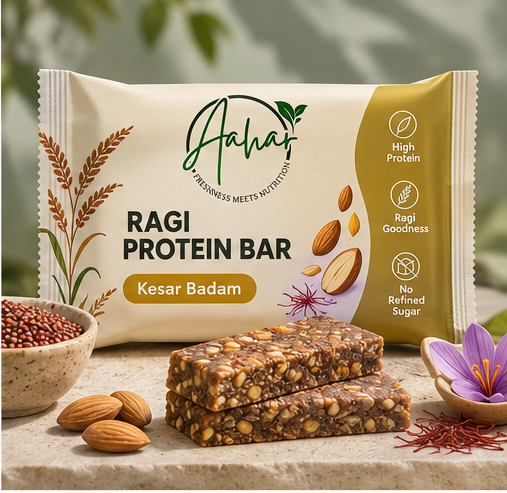 Aahar
• FRESHNESS MEETS NUTRITION •
RAGI
PROTEIN BAR
Kesar Badam
High
Protein
Ragi
Goodness
No
Refined
Sugar